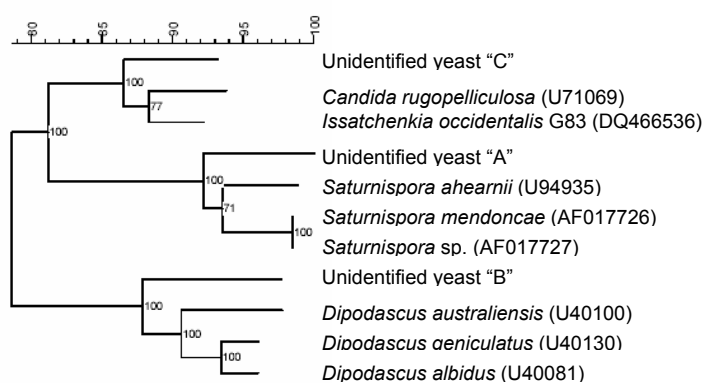 80 85 90 95 100
Unidentified yeast “C”
100
Candida rugopelliculosa (U71069)
77
Issatchenkia occidentalis G83 (DQ466536)
100
Unidentified yeast “A”
100
Saturnispora ahearnii (U94935)
71
Saturnispora mendoncae (AF017726)
100
Saturnispora sp. (AF017727)
Unidentified yeast “B”
100
Dipodascus australiensis (U40100)
100
Dipodascus geniculatus (U40130)
100
Dipodascus albidus (U40081)